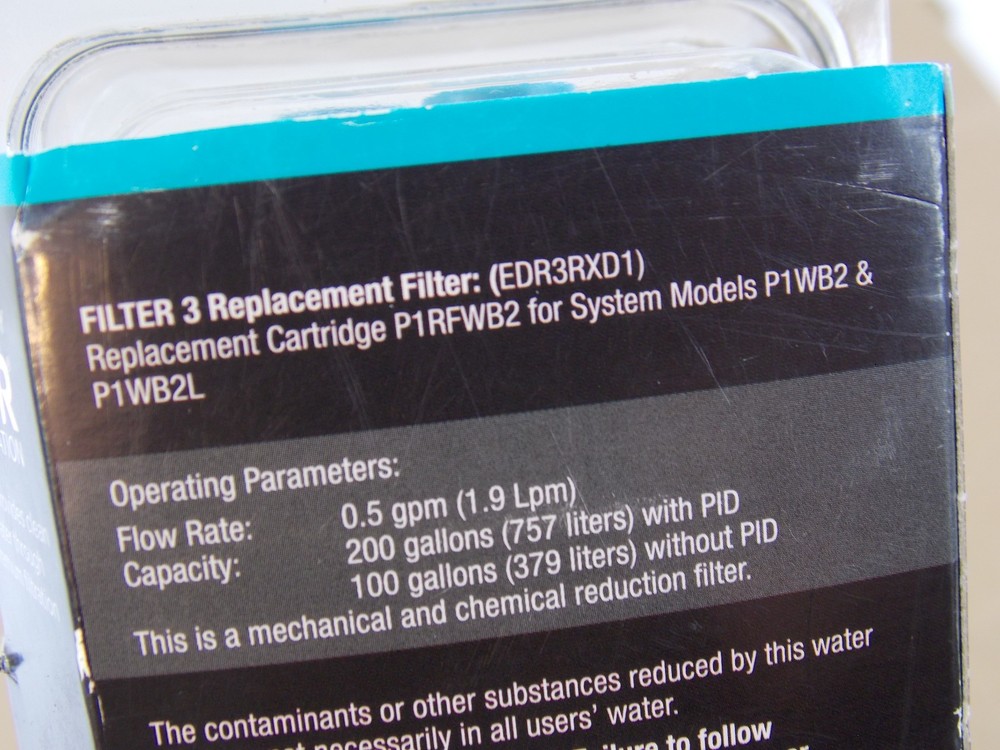 FILTER 3 Replacement Filter: (EDR3RXD1)
Replacement Cartridge P1RFWB2 for System Models P1WB2 &
P1WB2L
Operating Parameters:
Flow Rate: 0.5 gpm (1.9 Lpm)
Capacity: 200 gallons (757 liters) with PID
100 gallons (379 liters) without PID
This is a mechanical and chemical reduction filter.
The contaminants or other substances reduced by this water
necessarily in all users' water.
Failure to follow